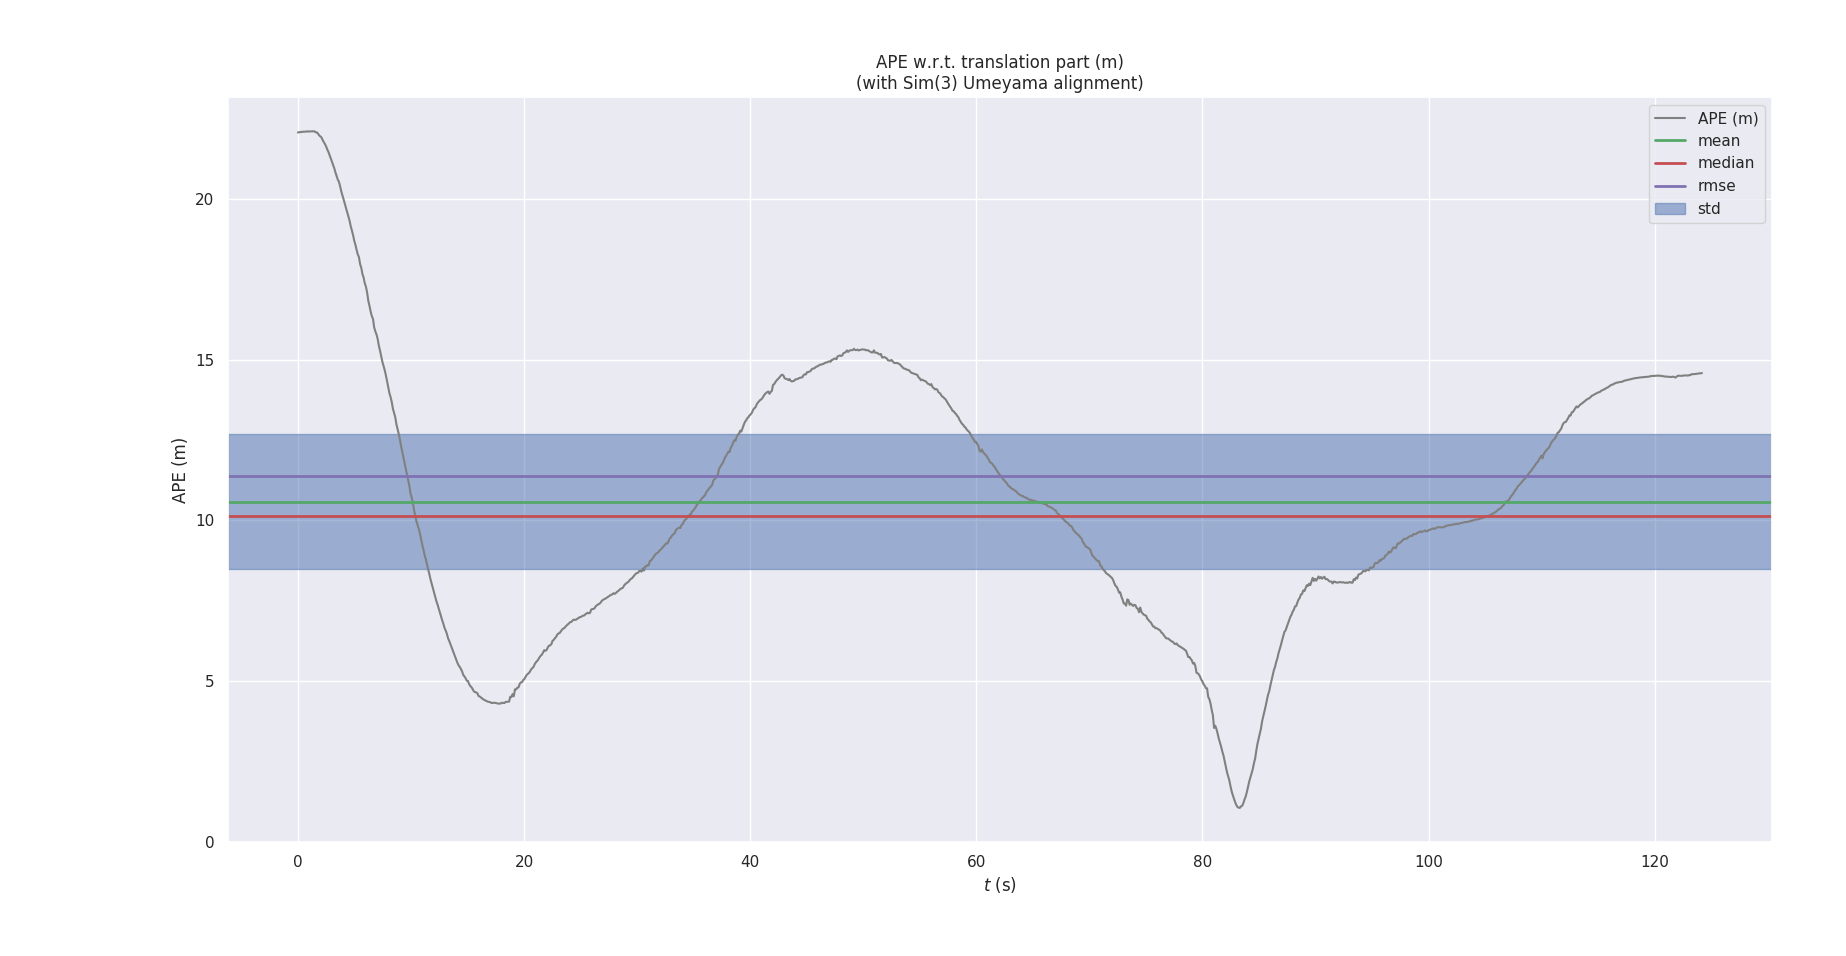 APE w.r.t. translation part (m)
(with Sim(3) Umeyama alignment)
APE (m)
mean
median
rmse
std
APE (m)
20
15
10
5
0
0 20 40 60 80 100 120
t (s)